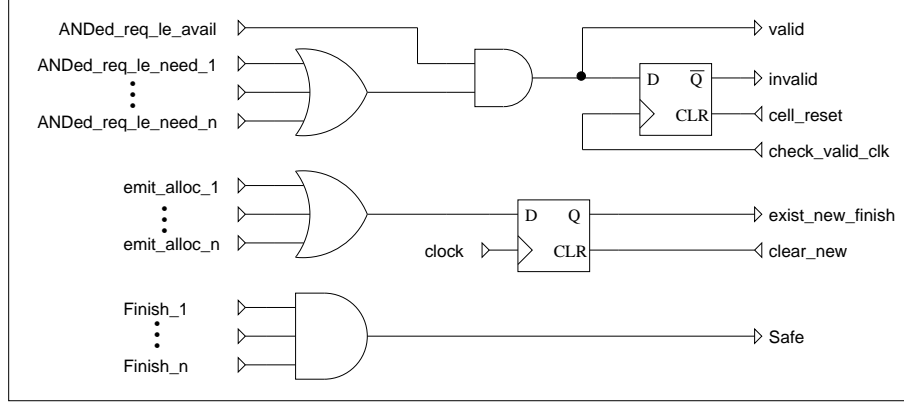 ANDed_req_le_avail
valid
ANDed_req_le_need_1
D Q
invalid
ANDed_req_le_need_n
CLR
cell_reset
check_valid_clk
emit_alloc_1
D Q
exist_new_finish
emit_alloc_n
clock
CLR
clear_new
Finish_1
Safe
Finish_n